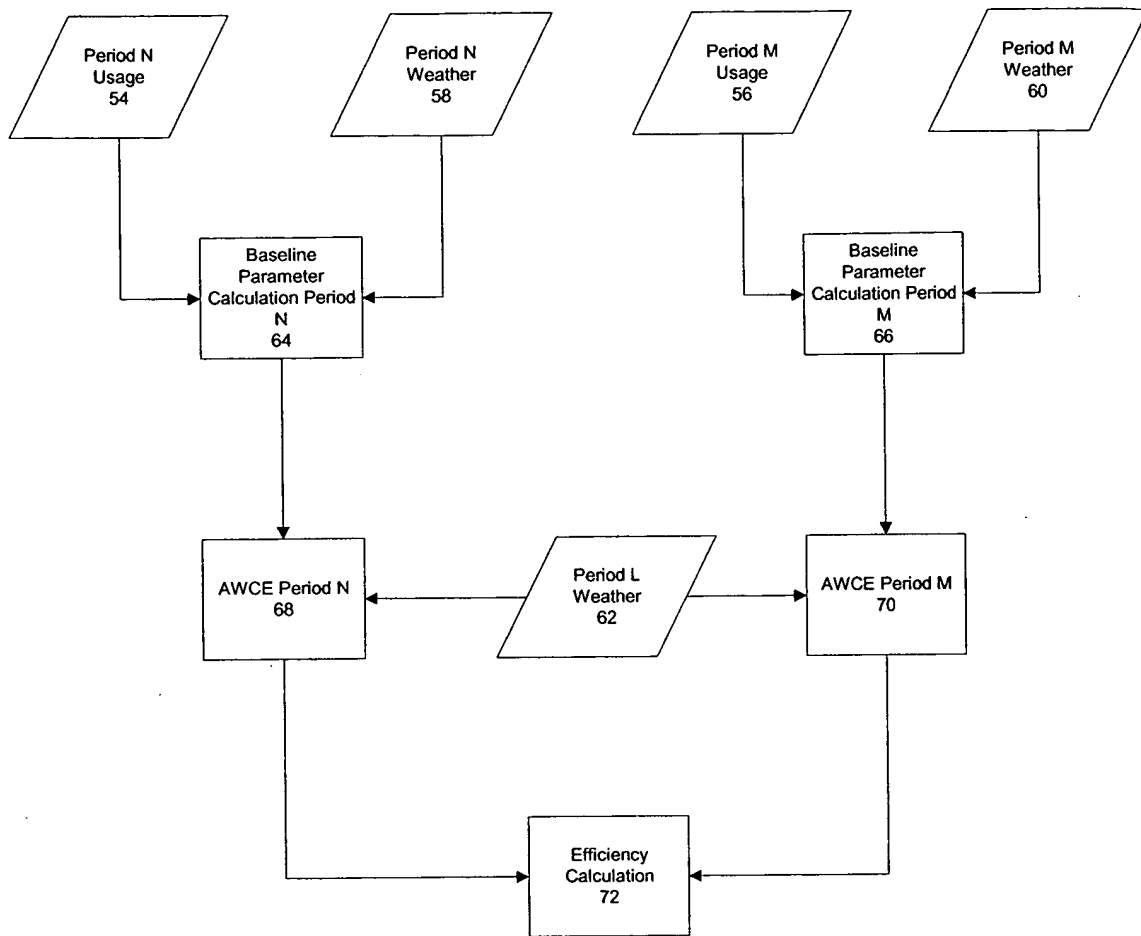 Period N
Usage
54
Period N
Weather
58
Period M
Usage
56
Period M
Weather
60
Baseline
Parameter
Calculation Period
N
64
Baseline
Parameter
Calculation Period
M
66
AWCE Period N
68
Period L
Weather
62
AWCE Period M
70
Efficiency
Calculation
72